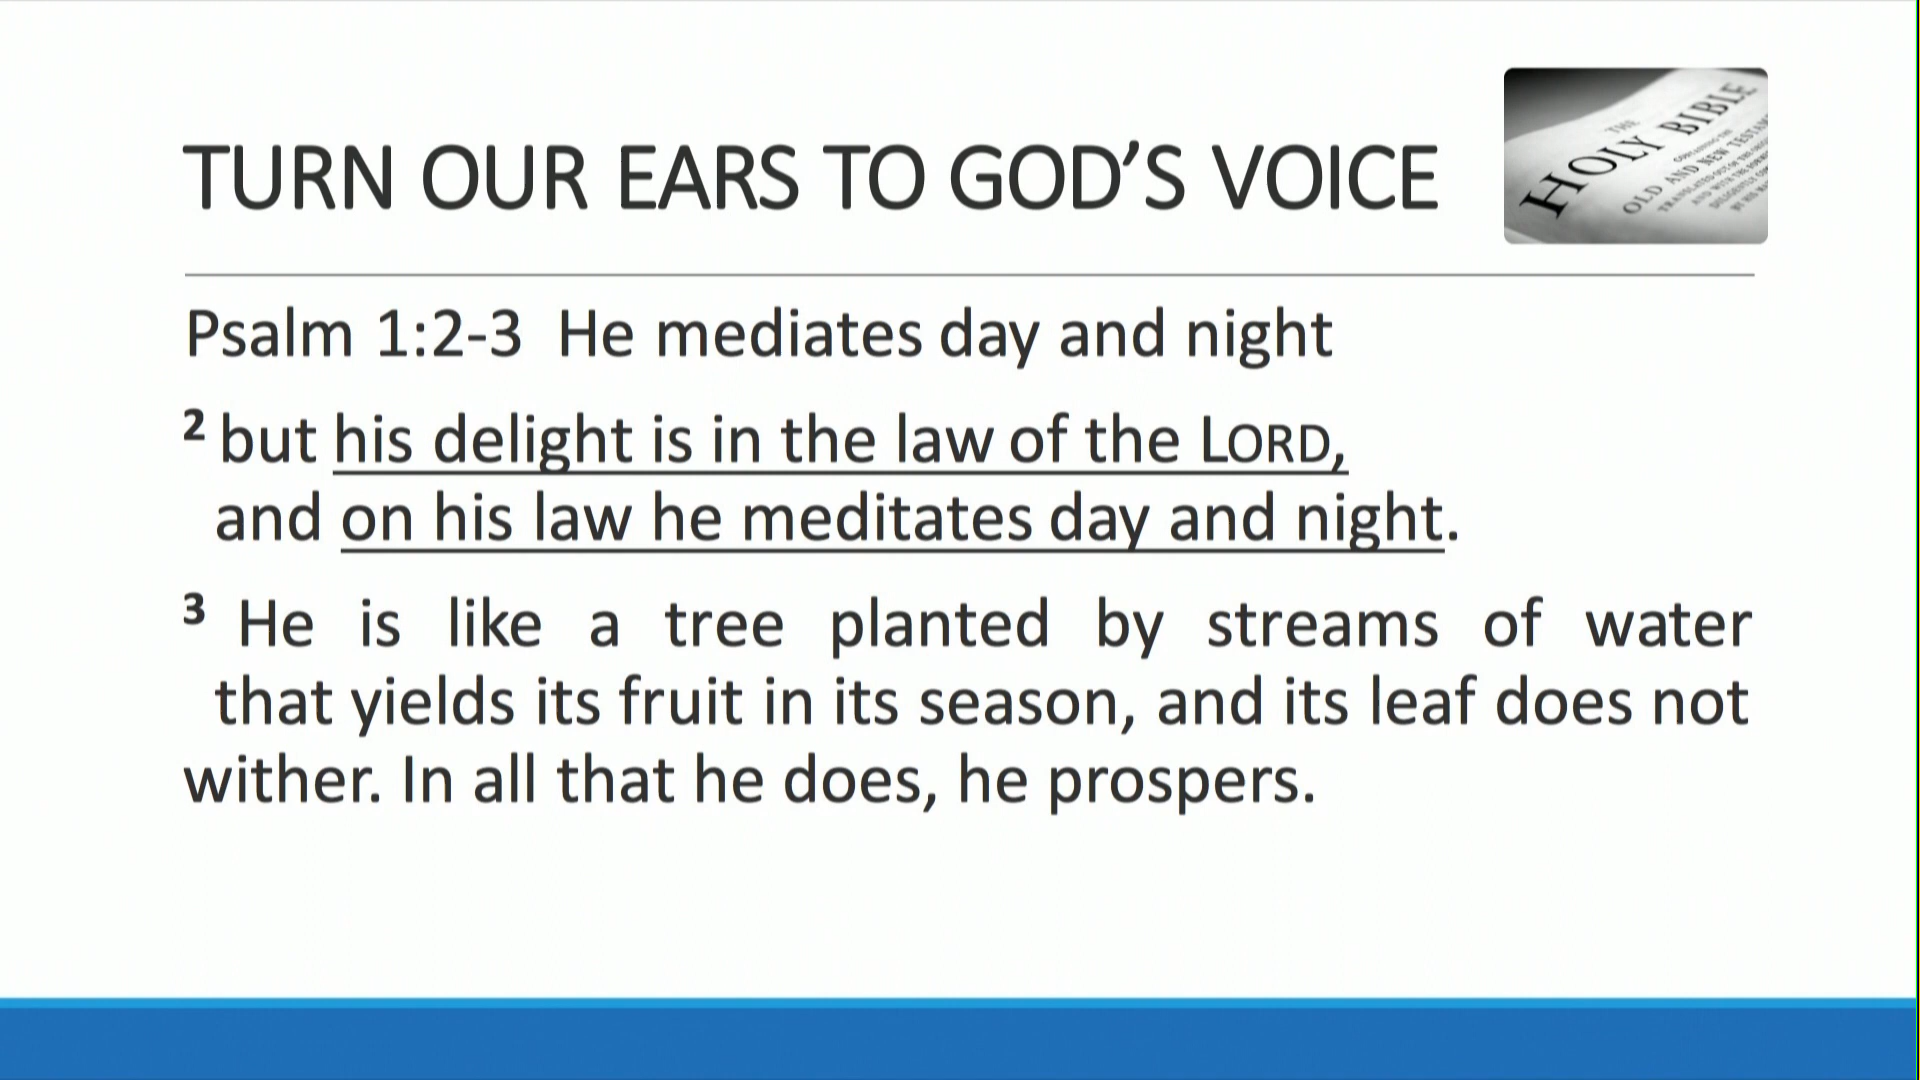 TURN OUR EARS TO GOD’S VOICE
THE
HOLY BIBLE
OLD AND NEW
Psalm 1:2-3  He mediates day and night
2 but his delight is in the law of the LORD,
and on his law he meditates day and night.
3 He is like a tree planted by streams of water
that yields its fruit in its season, and its leaf does not
wither. In all that he does, he prospers.